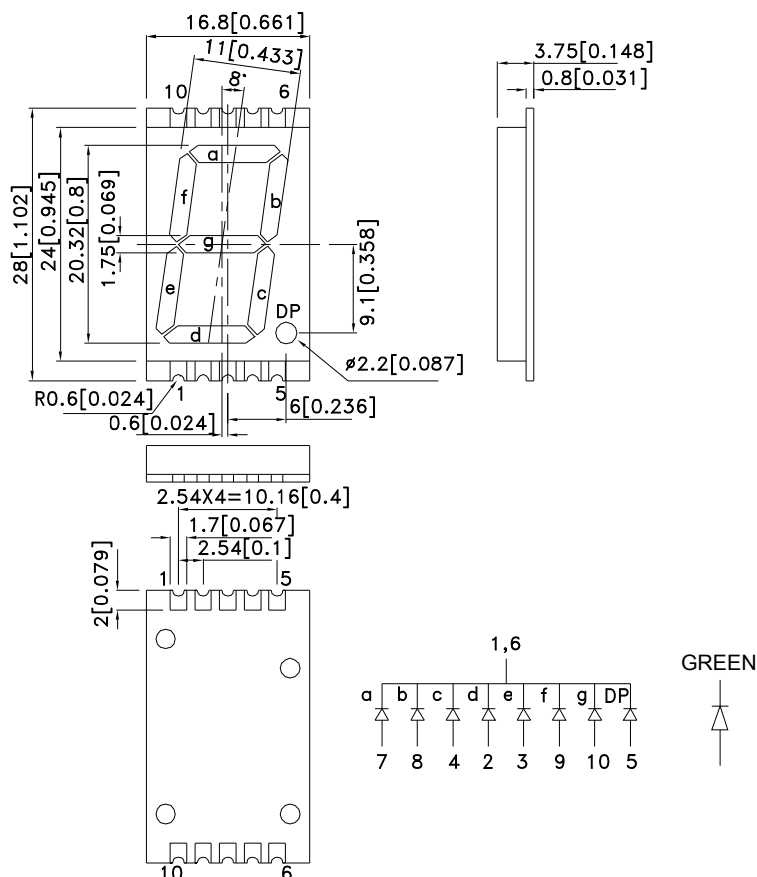 16.8[0.661]
11[0.433]
8°
10
6
3.75[0.148]
0.8[0.031]
28[1.102]
24[0.945]
20.32[0.8]
1.75[0.069]
a
f
b
g
e
c
d
DP
9.1[0.358]
ø2.2[0.087]
R0.6[0.024]
1
5
6[0.236]
0.6[0.024]
2.54X4=10.16[0.4]
1.7[0.067]
2.54[0.1]
2[0.079]
1
5
10
6
1,6
a b c d e f g DP
7 8 4 2 3 9 10 5
GREEN